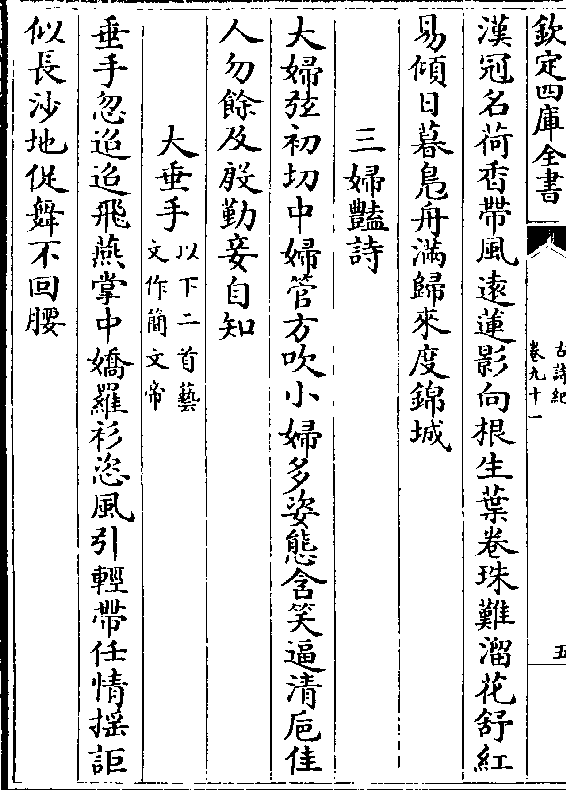 欽定四庫全書
古詩紀
卷九十一
五
漢冠名荷香帶風遠蓮影向根生葉卷珠難溜花舒紅
易傾日暮鳬舟滿歸來度錦城
三婦豔詩
大婦弦初切中婦管方吹小婦多姿態含笑逼清巵佳
人勿餘及殷勤妾自知
大垂手以下二首藝
文作簡文帝
垂手忽迢迢飛燕掌中嬌羅衫恣風引輕帶任情揺詎
似長沙地促舞不回腰